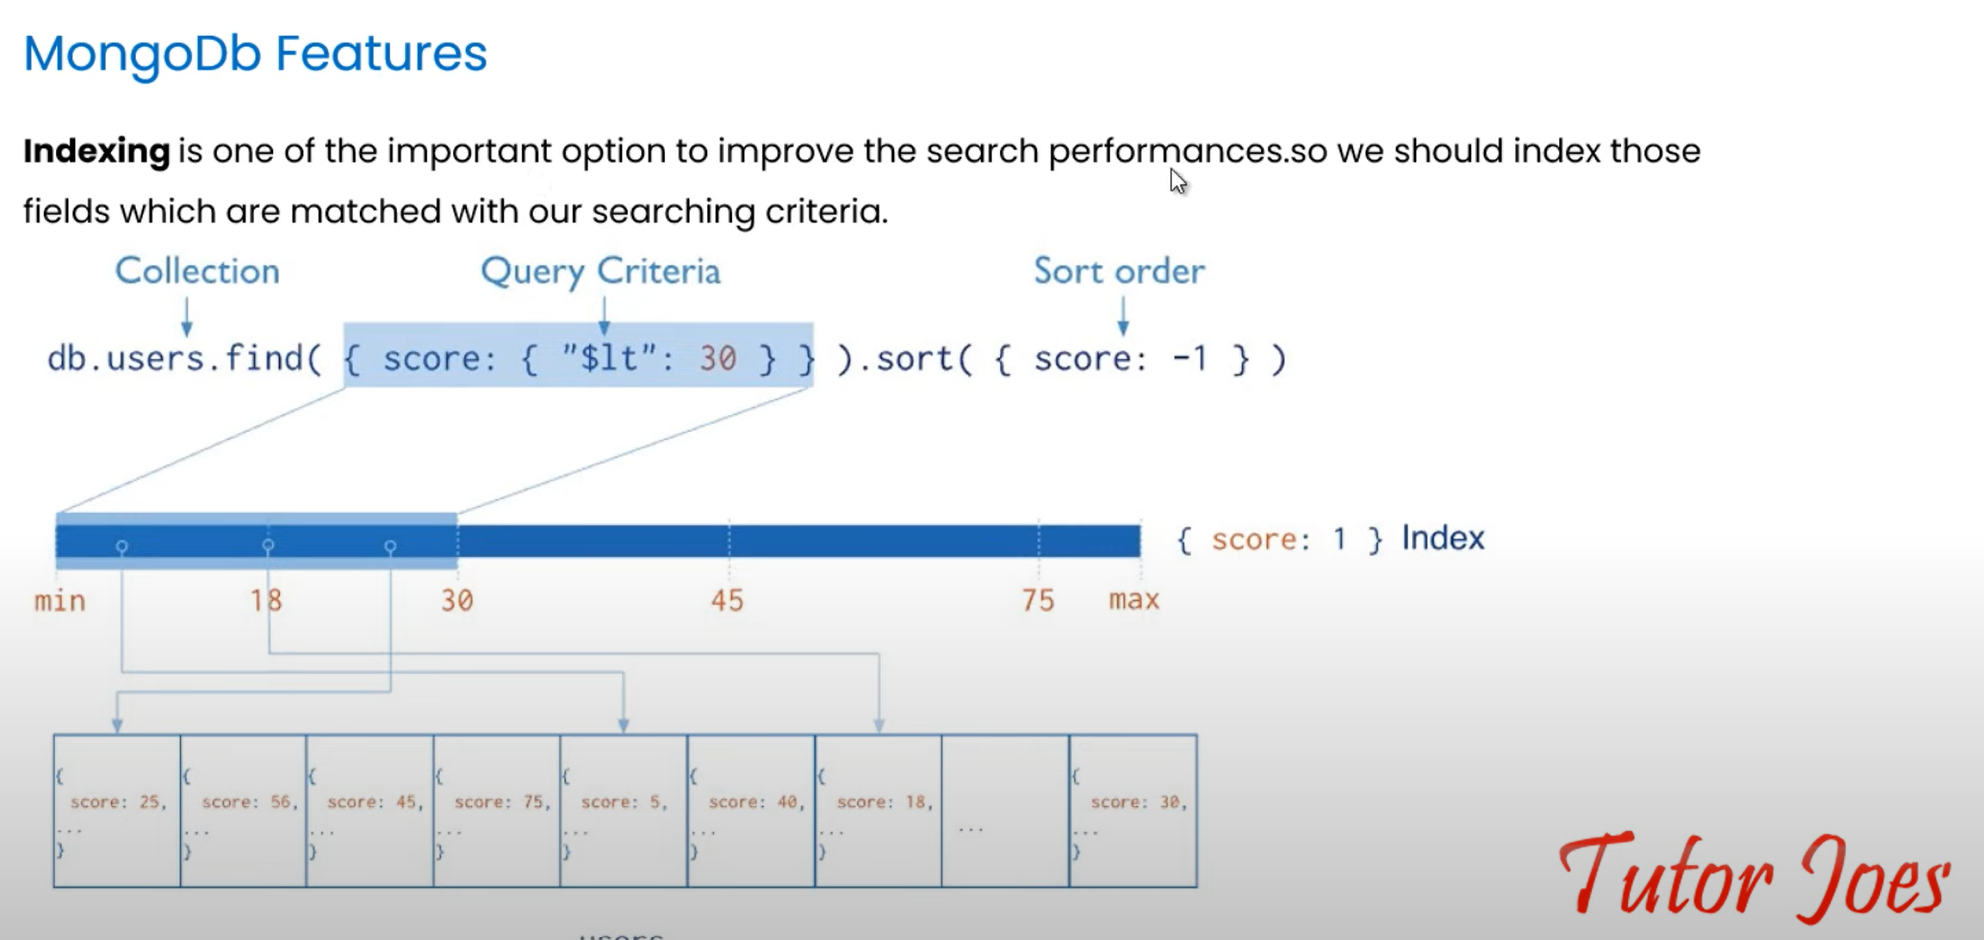 MongoDb Features
Indexing is one of the important option to improve the search performances.so we should index those
fields which are matched with our searching criteria.
Collection Query Criteria Sort order
db.users.find( { score: { "$lt": 30 } } ).sort( { score: -1 } )
{ score: 1 } Index
min 18 30 45 75 max
{ { { { { { { {
score: 25, score: 56, score: 45, score: 75, score: 5, score: 40, score: 18, score: 30,
... ... ... ... ... ... ... ... ...
} } } } } } } }
Tutor Joes
users